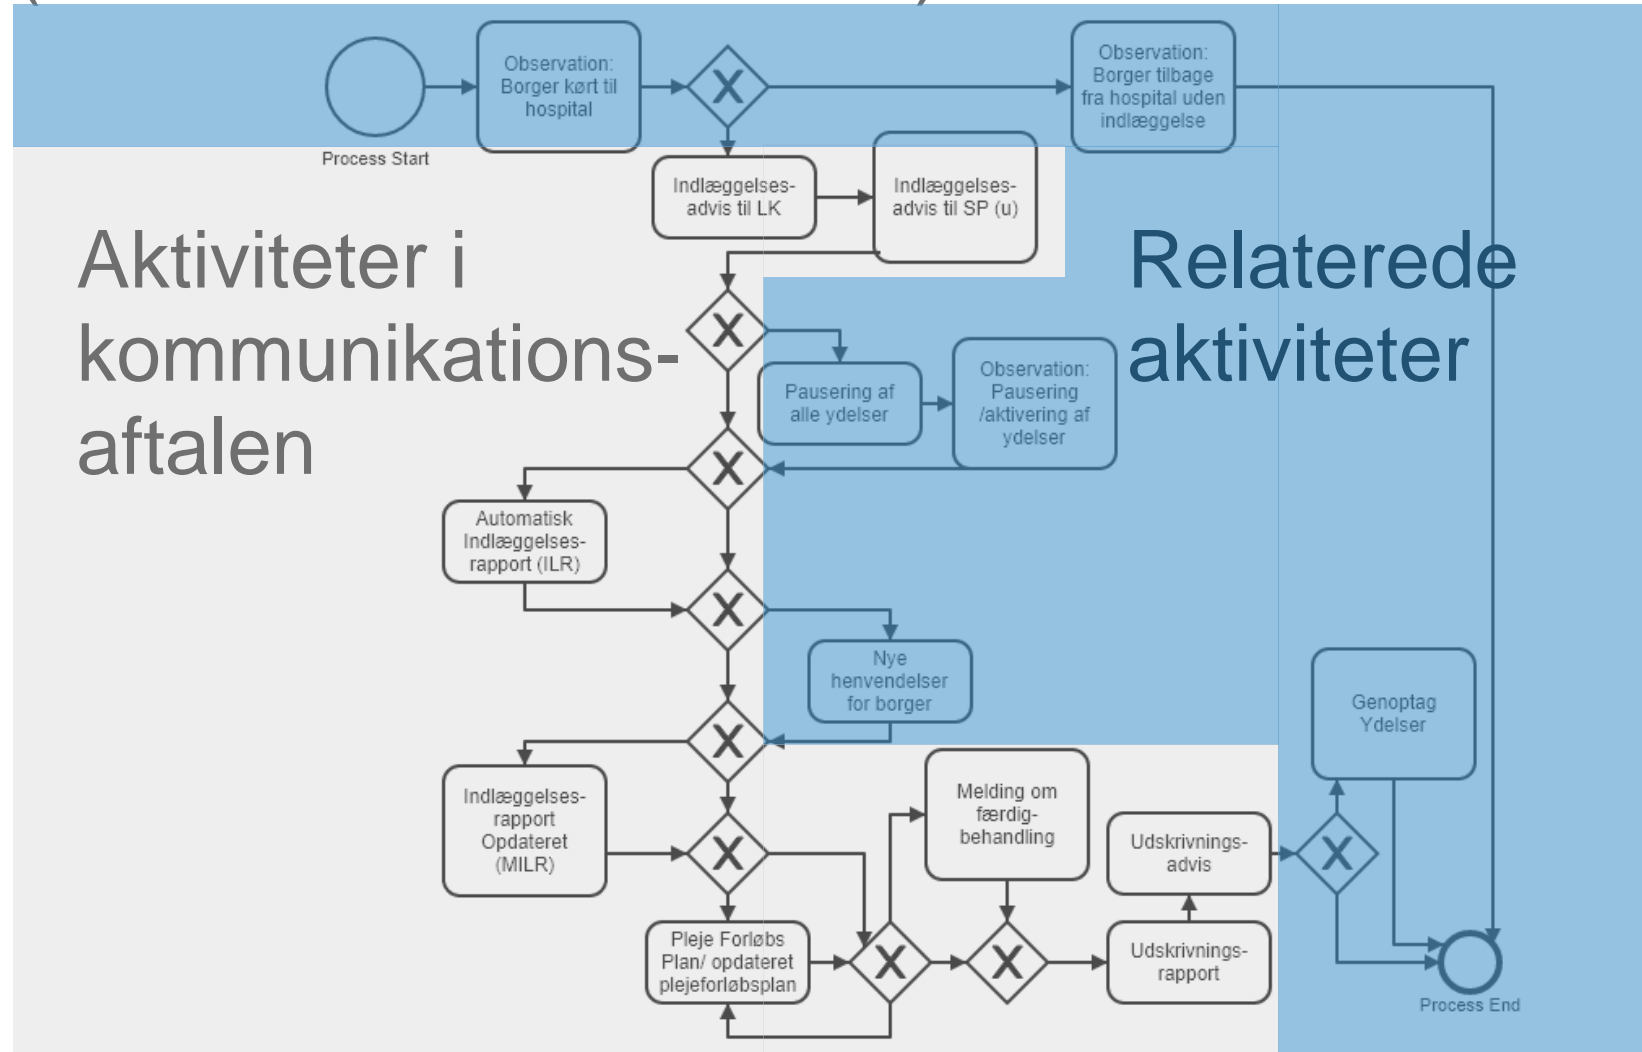 Observation:
Borger kørt til
hospital
X
Observation:
Borger tilbage
fra hospital uden
indlæggelse
Process Start
Indlæggelses-
advis til LK
Indlæggelses-
advis til SP (u)
Aktiviteter i
kommunikations-
aftalen
Relaterede
aktiviteter
X
Pausering af
alle ydelser
Observation:
Pausering
/aktivering af
ydelser
X
Automatisk
Indlæggelses-
rapport (ILR)
X
Nye
henvendelser
for borger
X
Genoptag
Ydelser
Indlæggelses-
rapport
Opdateret
(MILR)
X
Melding om
færdig-
behandling
Udskrivnings-
advis
X
Pleje Forløbs
Plan/ opdateret
plejeforløbsplan
X
X
Udskrivnings-
rapport
Process End